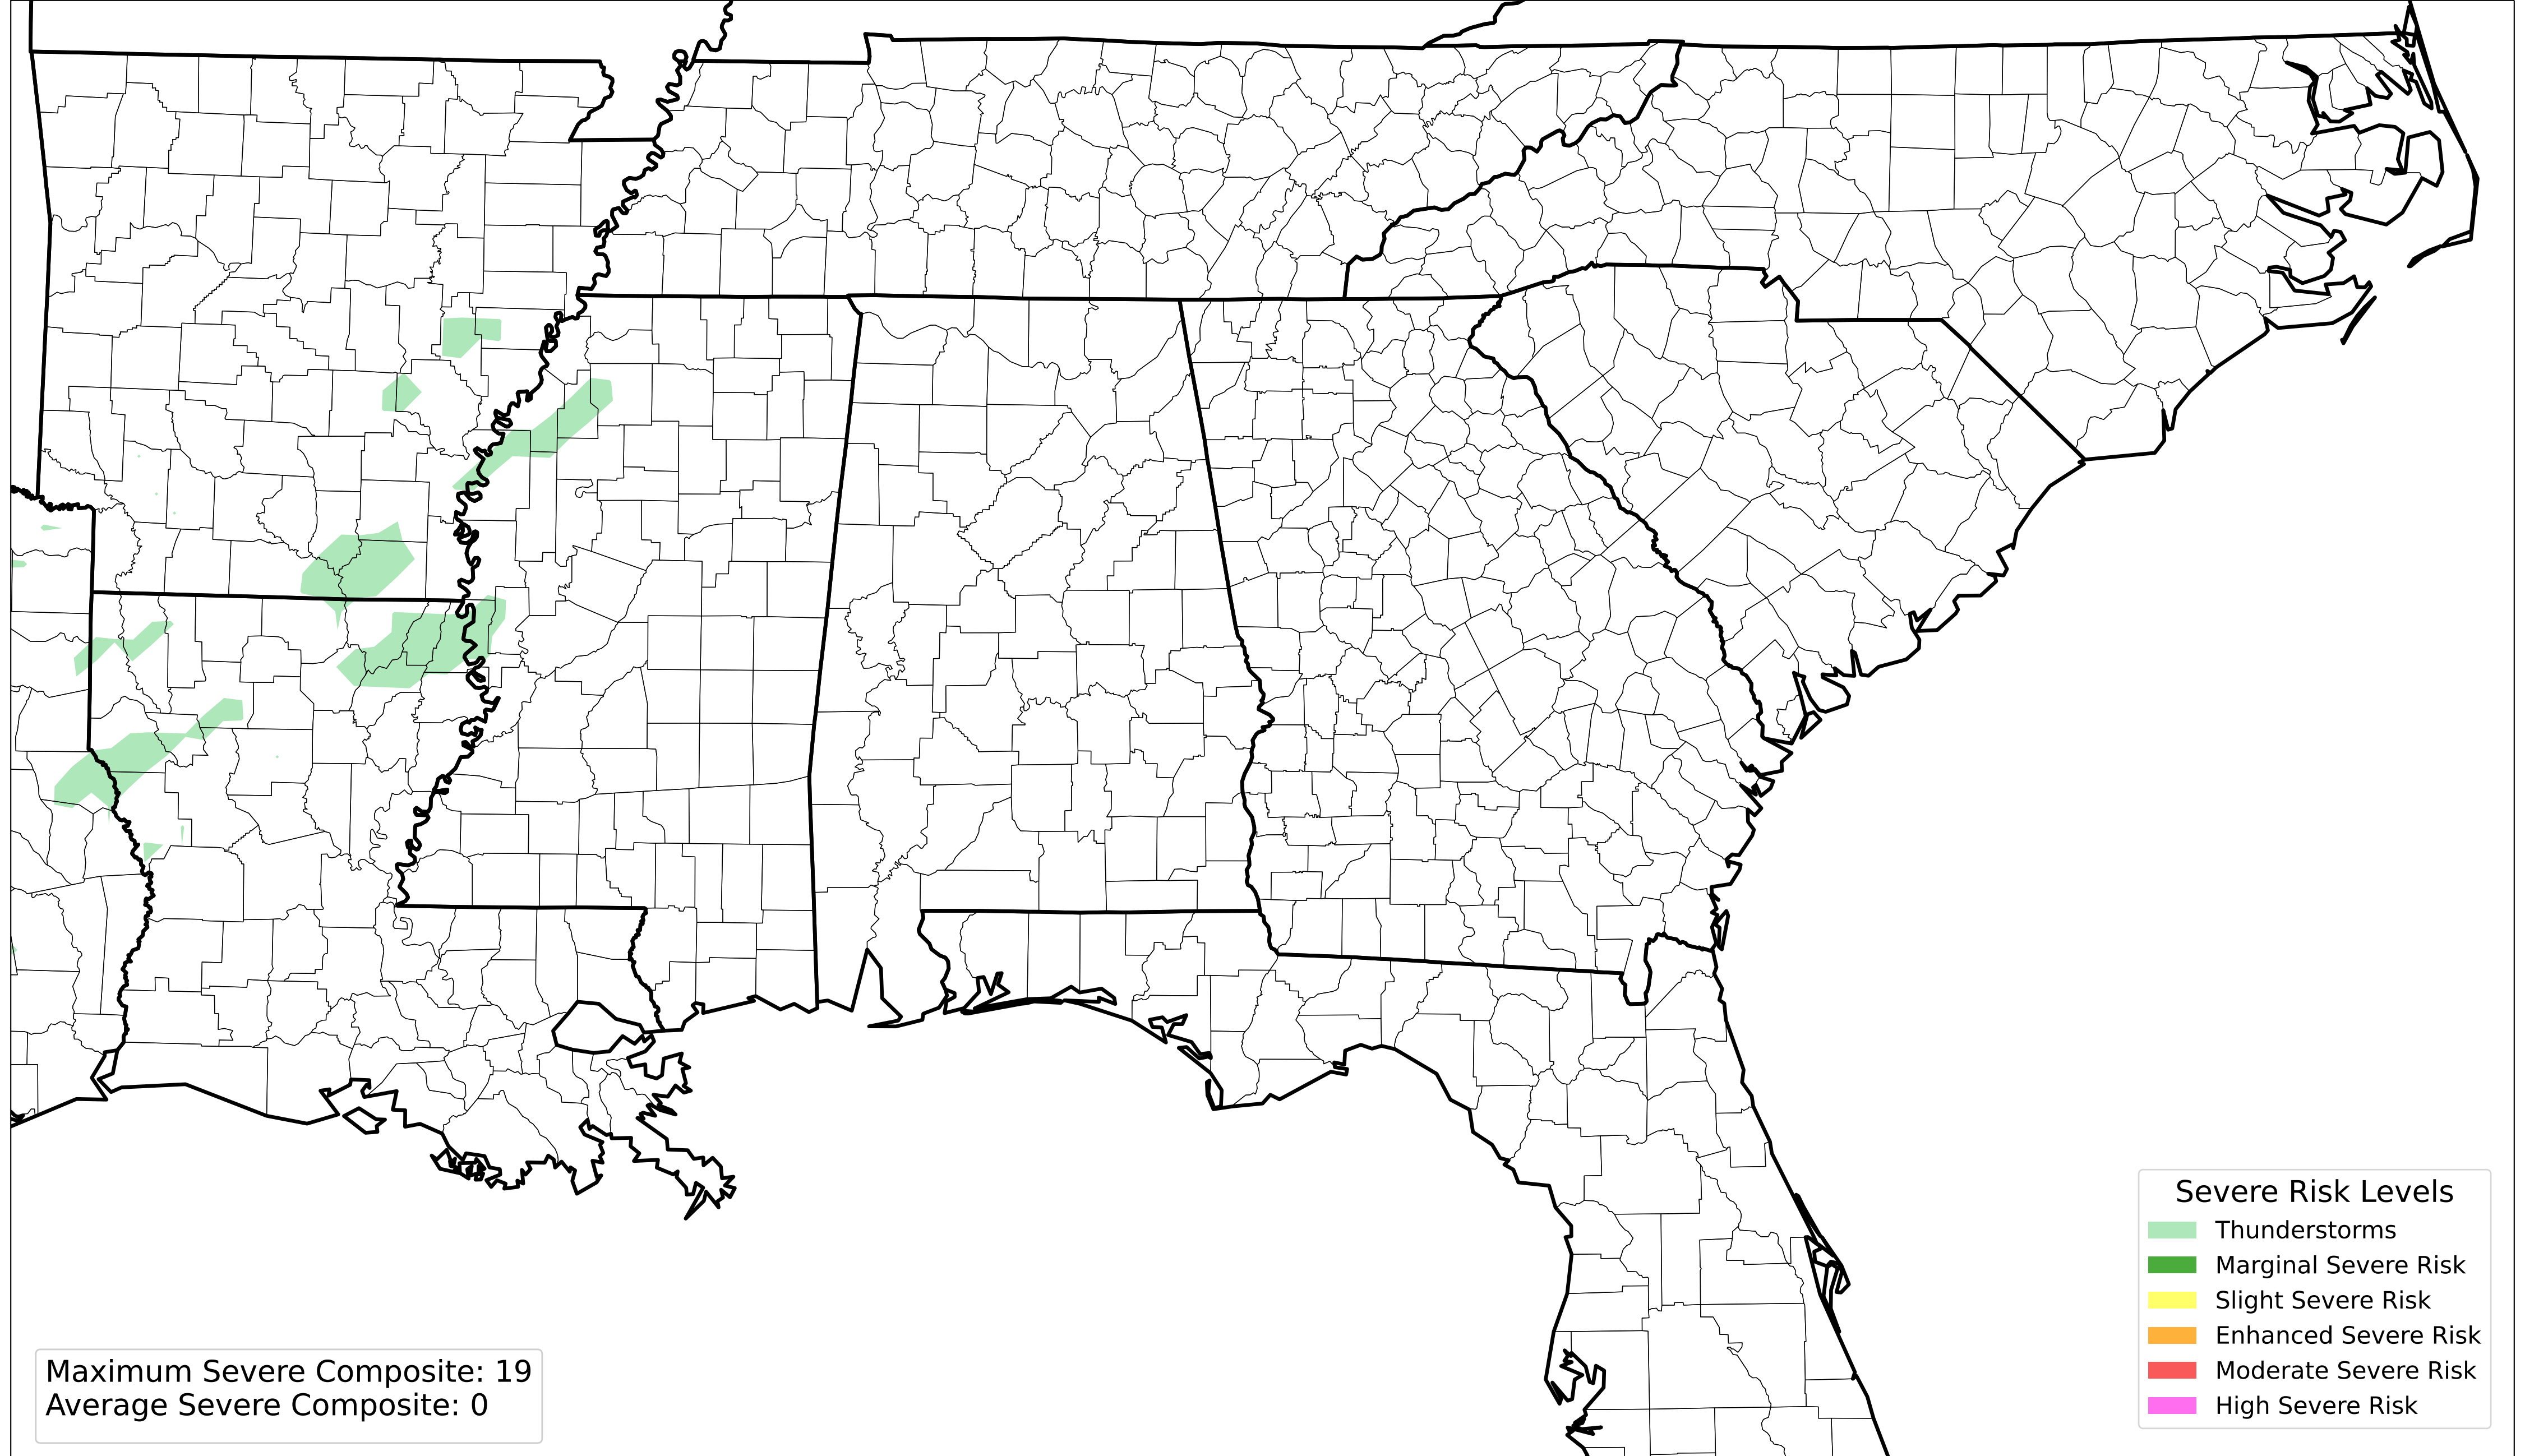 Severe Risk Levels
Thunderstorms
Marginal Severe Risk
Slight Severe Risk
Enhanced Severe Risk
Moderate Severe Risk
High Severe Risk
Maximum Severe Composite: 19
Average Severe Composite: 0